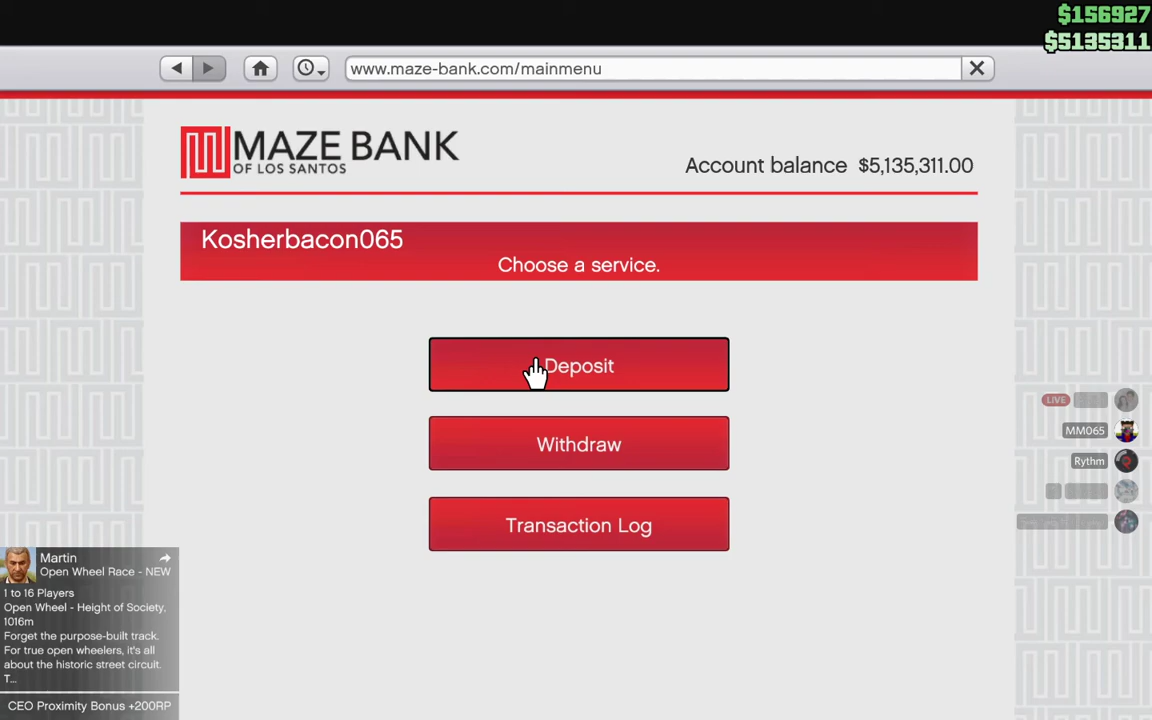 $156927
$5135311
www.maze-bank.com/mainmenu
MAZE BANK
OF LOS SANTOS
Account balance $5,135,311.00
Kosherbacon065
Choose a service.
Deposit
Withdraw
Transaction Log
LIVE
MM065
Rythm
Martin
Open Wheel Race - NEW
1 to 16 Players
Open Wheel - Height of Society,
1016m
Forget the purpose-built track.
For true open wheelers, it's all
about the historic street circuit.
T...
CEO Proximity Bonus +200RP